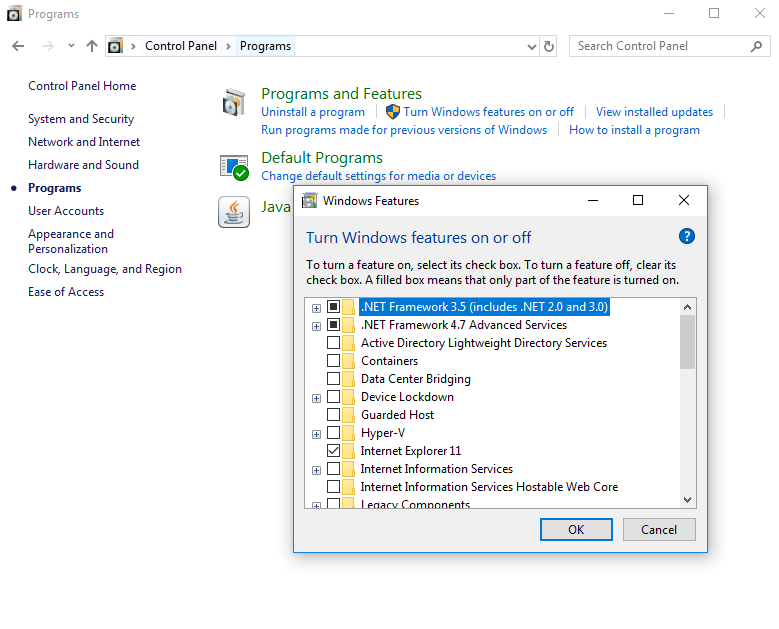 Programs
Control Panel > Programs
Search Control Panel
Control Panel Home
System and Security
Network and Internet
Hardware and Sound
Programs
User Accounts
Appearance and
Personalization
Clock, Language, and Region
Ease of Access
Programs and Features
Uninstall a program
Turn Windows features on or off
View installed updates
Run programs made for previous versions of Windows
How to install a program
Default Programs
Change default settings for media or devices
Java
Windows Features
Turn Windows features on or off
?
To turn a feature on, select its check box. To turn a feature off, clear its
check box. A filled box means that only part of the feature is turned on.
.NET Framework 3.5 (includes .NET 2.0 and 3.0)
.NET Framework 4.7 Advanced Services
Active Directory Lightweight Directory Services
Containers
Data Center Bridging
Device Lockdown
Guarded Host
Hyper-V
Internet Explorer 11
Internet Information Services
Internet Information Services Hostable Web Core
Legacy Components
OK
Cancel